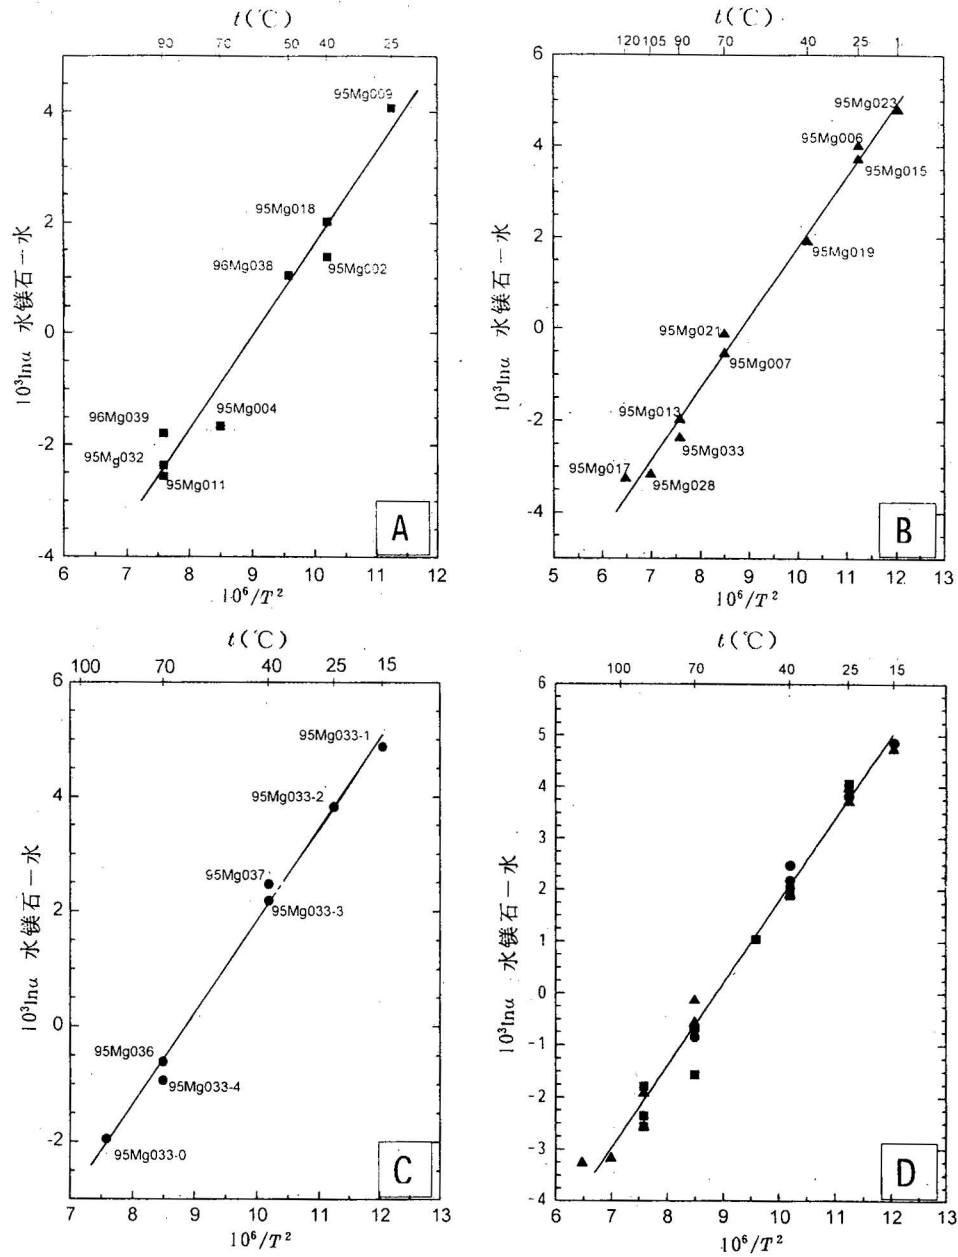 t(℃)
90 70 50 40 25
10³lnα 水镁石—水
4
2
0
-2
-4
95Mg009
95Mg018
96Mg038
95Mg002
96Mg039
95Mg004
95Mg032
95Mg011
A
6 7 8 9 10 11 12
10⁶/T²
t(℃)
120 105 90 70 40 25 1
10³lnα 水镁石—水
6
4
2
0
-2
-4
95Mg023
95Mg006
95Mg015
95Mg019
95Mg021
95Mg007
95Mg013
95Mg033
95Mg017
95Mg028
B
5 6 7 8 9 10 11 12 13
10⁶/T²
t(℃)
100 70 40 25 15
10³lnα 水镁石—水
6
4
2
0
-2
95Mg033-1
95Mg033-2
95Mg037
95Mg033-3
95Mg036
95Mg033-4
95Mg033-0
C
7 8 9 10 11 12 13
10⁶/T²
t(℃)
100 70 40 25 15
10³lnα 水镁石—水
6
5
4
3
2
1
0
-1
-2
-3
-4
D
6 7 8 9 10 11 12 13
10⁶/T²